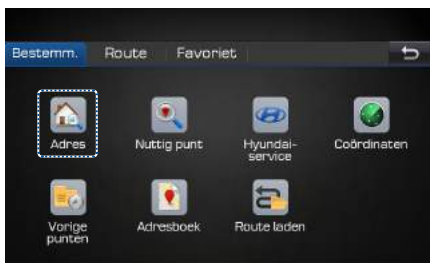 Bestemm. Route Favoriet
Adres Nuttig punt Hyundai- Coördinaten
service
Vorige Adresboek Route laden
punten